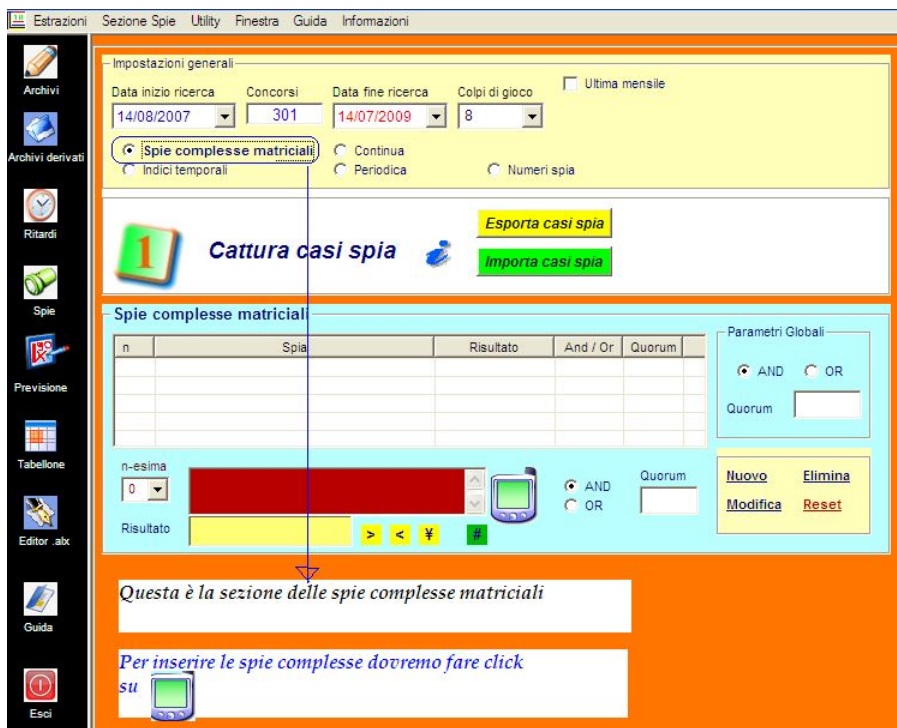 Estrazioni Sezione Spie Utility Finestra Guida Informazioni
Archivi
Archivi derivati
Ritardi
Spie
Previsione
Tabellone
Editor .alx
Guida
Esci
Impostazioni generali
Data inizio ricerca Concorsi Data fine ricerca Colpi di gioco Ultima mensile
14/08/2007 301 14/07/2009 8
Spie complesse matriciali Continua
Indici temporali Periodica Numeri spia
1 Cattura casi spia i Esporta casi spia
Importa casi spia
Spie complesse matriciali
n Spia Risultato And / Or Quorum
Parametri Globali
AND OR
Quorum
n-esima
0 AND Quorum
OR
Risultato > < ¥ #
Nuovo Elimina
Modifica Reset
Questa è la sezione delle spie complesse matriciali
Per inserire le spie complesse dovremo fare click
su